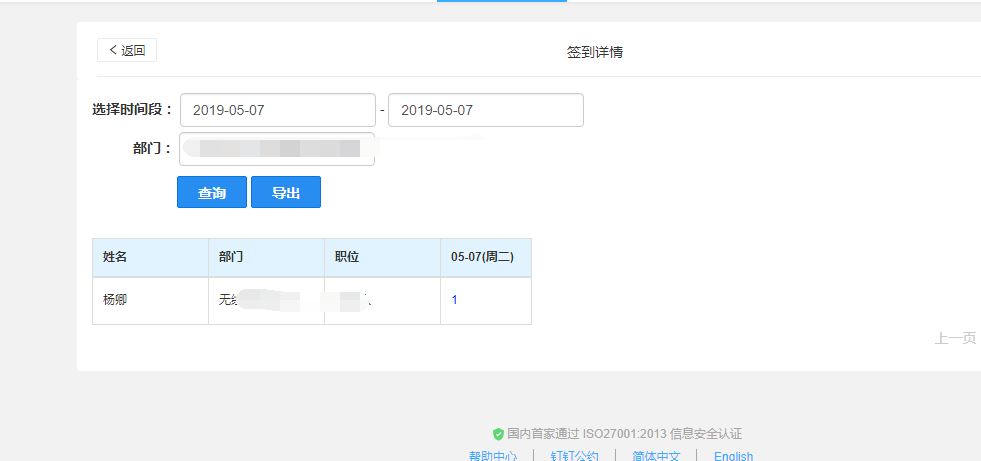 返回
签到详情
选择时间段： 2019-05-07 - 2019-05-07
部门：
查询 导出
姓名 部门 职位 05-07(周二)
杨卿 无 1
上一页
国内首家通过 ISO27001:2013 信息安全认证
帮助中心 | 钉钉公约 | 简体中文 | English